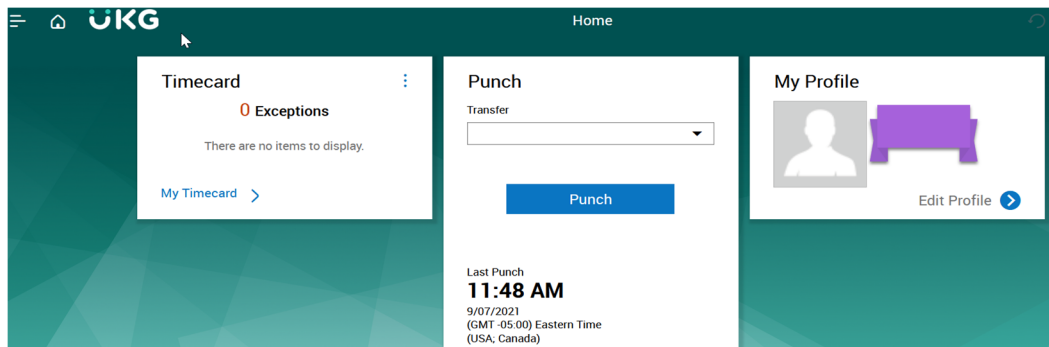 UKG
Home
Timecard
0 Exceptions
There are no items to display.
My Timecard
Punch
Transfer
Punch
Last Punch
11:48 AM
9/07/2021
(GMT -05:00) Eastern Time
(USA; Canada)
My Profile
Edit Profile